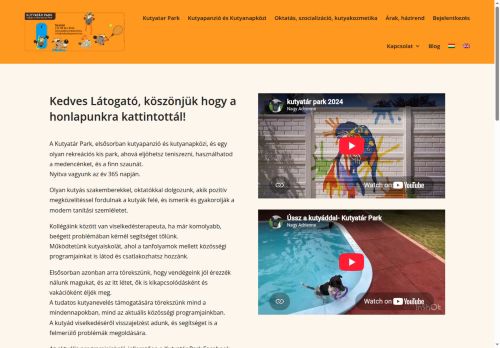 KUTYATÁR PARK
Kutyatar Park
Kutyapanzió és Kutyanapközi
Oktatás, szocializáció, kutyakozmetika
Árak, házirend
Bejelentkezés
Kapcsolat
Blog
Kedves Látogató, köszönjük hogy a
honlapunkra kattintottál!
A Kutyatár Park, elsősorban kutyapanzió és kutyanapközi, és egy
olyan rekreációs kis park, ahová eljöhetsz teniszezni, használhatod
a medencénket, és a finn szaunát.
Nyitva vagyunk az év 365 napján.
Olyan kutyás szakemberekkel, oktatókkal dolgozunk, akik pozitív
megközelítéssel fordulnak a kutyák felé, és ismerik és gyakorolják a
modern tanítási szemléletet.
Kollégáink között van viselkedésterapeuta, ha már komolyabb,
beégett problémában kérnél segítséget tőlünk.
Működtetünk kutyaiskolát, ahol a tanfolyamok mellett közösségi
programjainkat is látod és csatlakozhatsz hozzánk.
Elsősorban azonban arra törekszünk, hogy vendégeink jól érezzék
nálunk magukat, és az itt létet, ők is kikapcsolódásként és
vakációként éljék meg.
A tudatos kutyanevelés támogatására törekszünk mind a
mindennapokban, mind az aktuális közösségi programjainkban.
A kutyád viselkedéséről visszajelzést adunk, és segítséget is a
felmerülő problémák megoldására.
kutyatár park 2024
Nagy Adrienne
Watch on YouTube
Ússz a kutyáddal- Kutyatár Park
Nagy Adrienne
Watch on YouTube